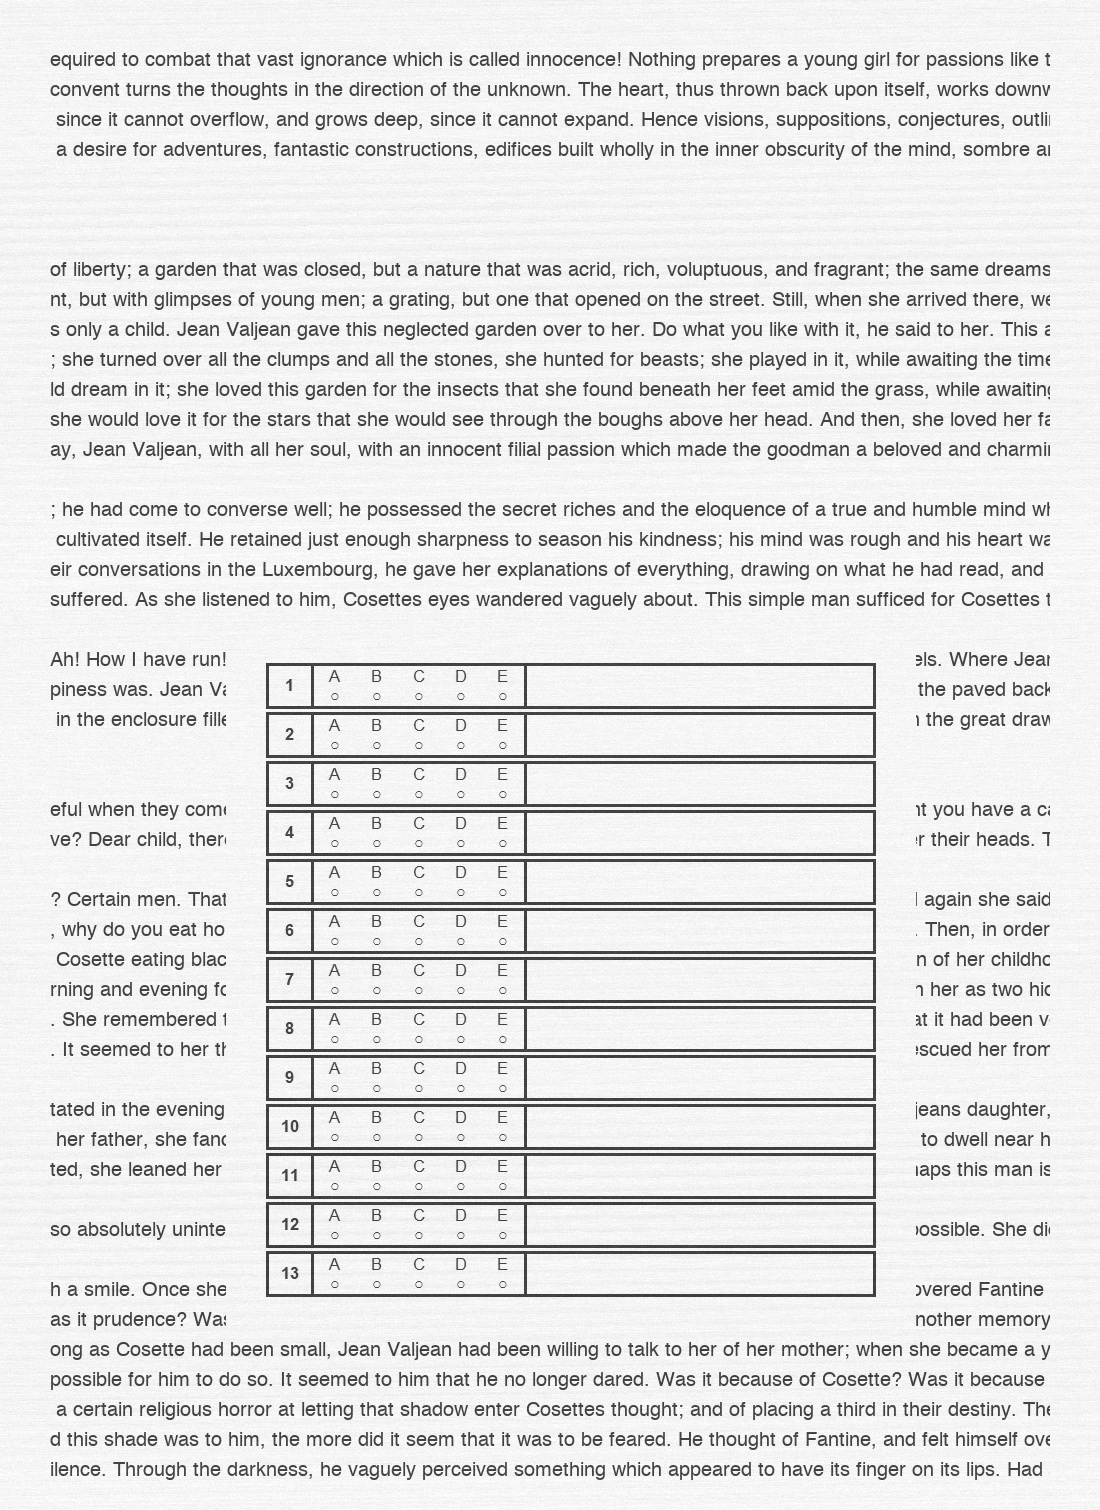 equired to combat that vast ignorance which is called innocence! Nothing prepares a young girl for passions like t
convent turns the thoughts in the direction of the unknown. The heart, thus thrown back upon itself, works downw
since it cannot overflow, and grows deep, since it cannot expand. Hence visions, suppositions, conjectures, outli
a desire for adventures, fantastic constructions, edifices built wholly in the inner obscurity of the mind, sombre a
of liberty; a garden that was closed, but a nature that was acrid, rich, voluptuous, and fragrant; the same dreams
nt, but with glimpses of young men; a grating, but one that opened on the street. Still, when she arrived there, we
s only a child. Jean Valjean gave this neglected garden over to her. Do what you like with it, he said to her. This a
; she turned over all the clumps and all the stones, she hunted for beasts; she played in it, while awaiting the time
ld dream in it; she loved this garden for the insects that she found beneath her feet amid the grass, while awaiting
she would love it for the stars that she would see through the boughs above her head. And then, she loved her fa
ay, Jean Valjean, with all her soul, with an innocent filial passion which made the goodman a beloved and charmi
; he had come to converse well; he possessed the secret riches and the eloquence of a true and humble mind wh
cultivated itself. He retained just enough sharpness to season his kindness; his mind was rough and his heart wa
eir conversations in the Luxembourg, he gave her explanations of everything, drawing on what he had read, and
suffered. As she listened to him, Cosettes eyes wandered vaguely about. This simple man sufficed for Cosettes t
Ah! How I have run!
piness was. Jean Va
in the enclosure fille
eful when they come
ve? Dear child, there
? Certain men. That
, why do you eat ho
Cosette eating blac
rning and evening fo
. She remembered t
. It seemed to her th
tated in the evening
her father, she fanc
ted, she leaned her
so absolutely uninte
h a smile. Once she
as it prudence? Was
1 A B C D E
2 A B C D E
3 A B C D E
4 A B C D E
5 A B C D E
6 A B C D E
7 A B C D E
8 A B C D E
9 A B C D E
10 A B C D E
11 A B C D E
12 A B C D E
13 A B C D E
els. Where Jean
the paved back
the great draw
nt you have a ca
r their heads. T
again she said
. Then, in order
n of her childho
her as two hid
at it had been v
escued her from
jeans daughter,
to dwell near h
haps this man is
possible. She di
overed Fantine
nother memory
ong as Cosette had been small, Jean Valjean had been willing to talk to her of her mother; when she became a y
possible for him to do so. It seemed to him that he no longer dared. Was it because of Cosette? Was it because
a certain religious horror at letting that shadow enter Cosettes thought; and of placing a third in their destiny. The
d this shade was to him, the more did it seem that it was to be feared. He thought of Fantine, and felt himself ove
ilence. Through the darkness, he vaguely perceived something which appeared to have its finger on its lips. Had